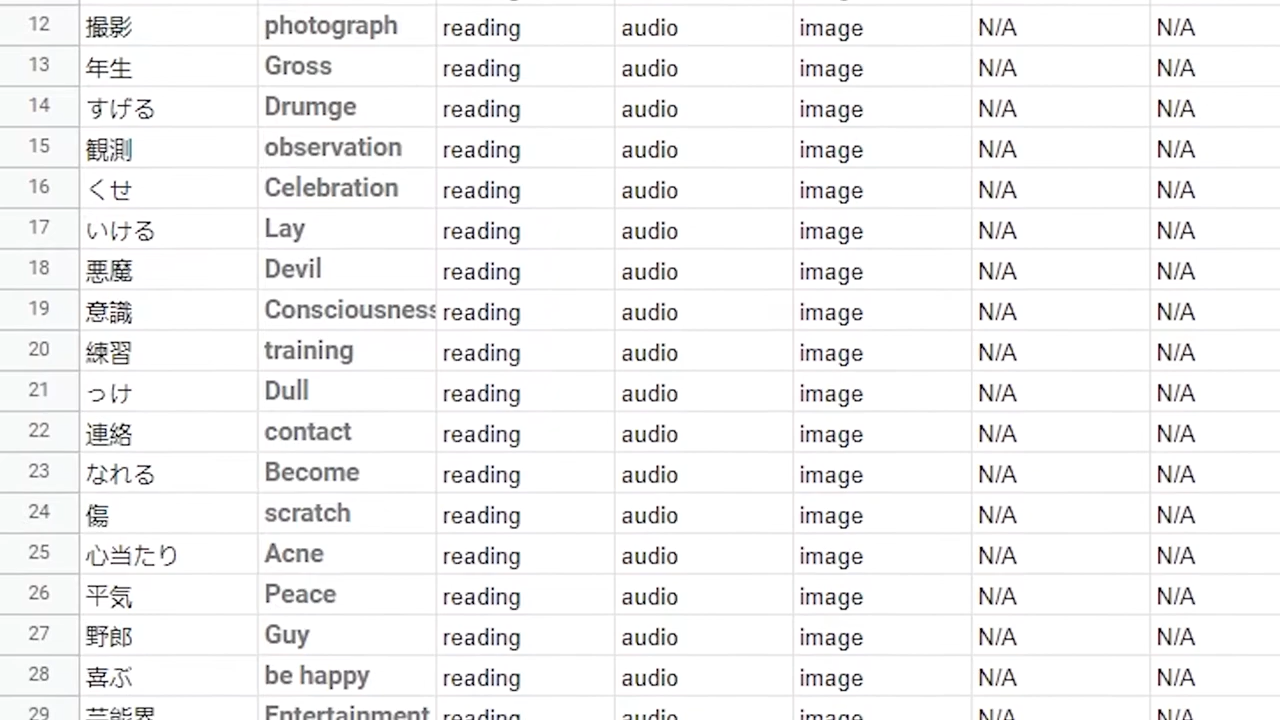 12 撮影 photograph reading audio image N/A N/A
13 年生 Gross reading audio image N/A N/A
14 すげる Drumge reading audio image N/A N/A
15 観測 observation reading audio image N/A N/A
16 くせ Celebration reading audio image N/A N/A
17 いける Lay reading audio image N/A N/A
18 悪魔 Devil reading audio image N/A N/A
19 意識 Consciousness reading audio image N/A N/A
20 練習 training reading audio image N/A N/A
21 っけ Dull reading audio image N/A N/A
22 連絡 contact reading audio image N/A N/A
23 なれる Become reading audio image N/A N/A
24 傷 scratch reading audio image N/A N/A
25 心当たり Acne reading audio image N/A N/A
26 平気 Peace reading audio image N/A N/A
27 野郎 Guy reading audio image N/A N/A
28 喜ぶ be happy reading audio image N/A N/A
29 芸能界 Entertainment reading audio image N/A N/A